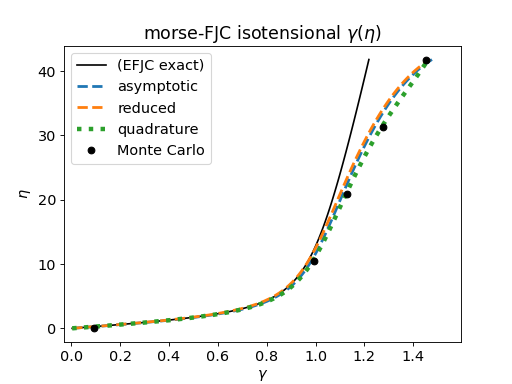 morse-FJC isotensional γ(η)
(EFJC exact)
asymptotic
reduced
quadrature
Monte Carlo
η
40
30
20
10
0
0.0 0.2 0.4 0.6 0.8 1.0 1.2 1.4
γ